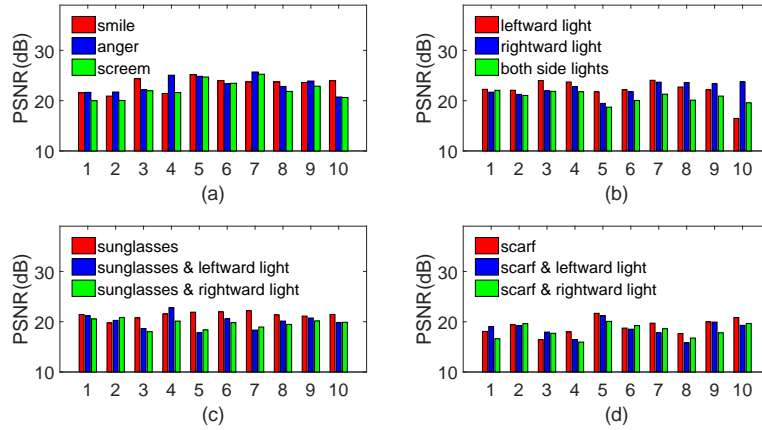 smile
anger
screem
PSNR(dB)
30
20
10
1 2 3 4 5 6 7 8 9 10
(a)
leftward light
rightward light
both side lights
PSNR(dB)
30
20
10
1 2 3 4 5 6 7 8 9 10
(b)
sunglasses
sunglasses & leftward light
sunglasses & rightward light
PSNR(dB)
30
20
10
1 2 3 4 5 6 7 8 9 10
(c)
scarf
scarf & leftward light
scarf & rightward light
PSNR(dB)
30
20
10
1 2 3 4 5 6 7 8 9 10
(d)